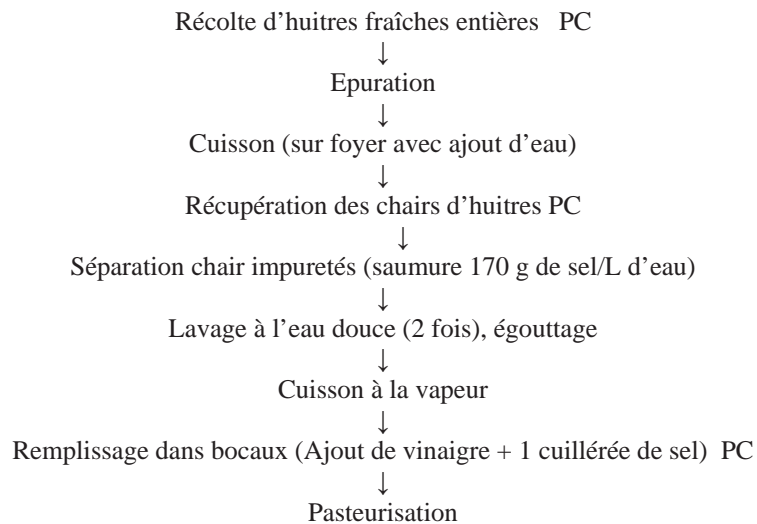 Récolte d’huitres fraîches entières PC
↓
Epuration
↓
Cuisson (sur foyer avec ajout d’eau)
↓
Récupération des chairs d’huitres PC
↓
Séparation chair impuretés (saumure 170 g de sel/L d’eau)
↓
Lavage à l’eau douce (2 fois), égouttage
↓
Cuisson à la vapeur
↓
Remplissage dans bocaux (Ajout de vinaigre + 1 cuillérée de sel) PC
↓
Pasteurisation